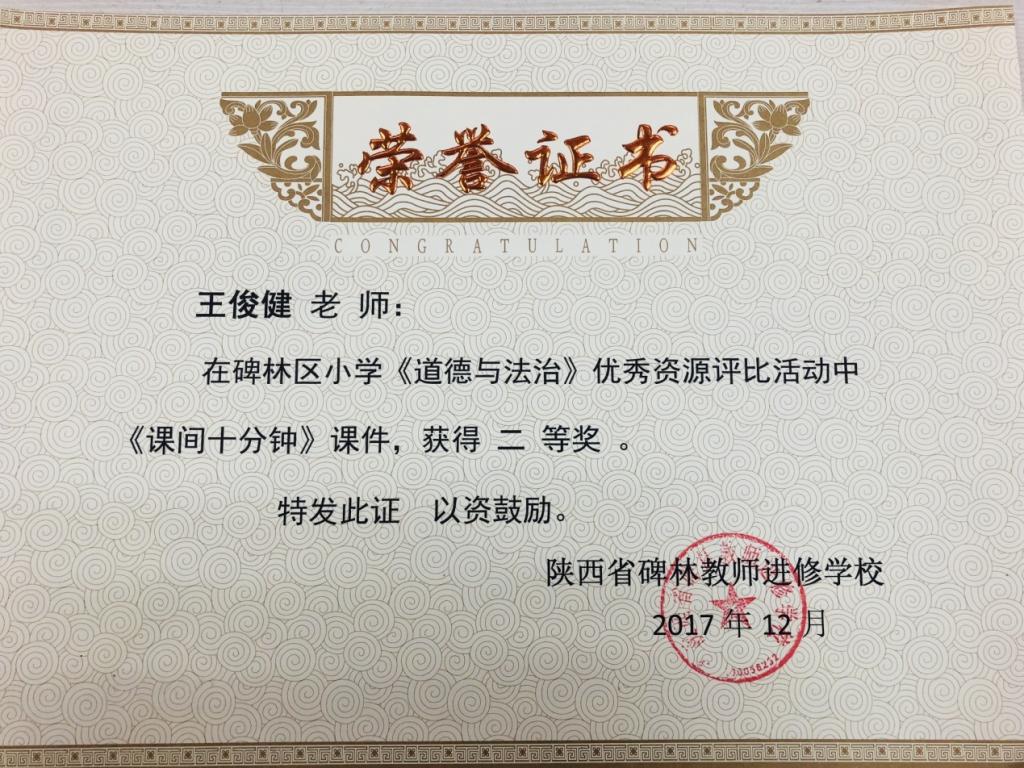 荣誉证书
CONGRATULATION
王俊健 老 师：
在碑林区小学《道德与法治》优秀资源评比活动中
《课间十分钟》课件，获得 二 等奖 。
特发此证 以资鼓励。
陕西省碑林教师进修学校
2017 年 12 月